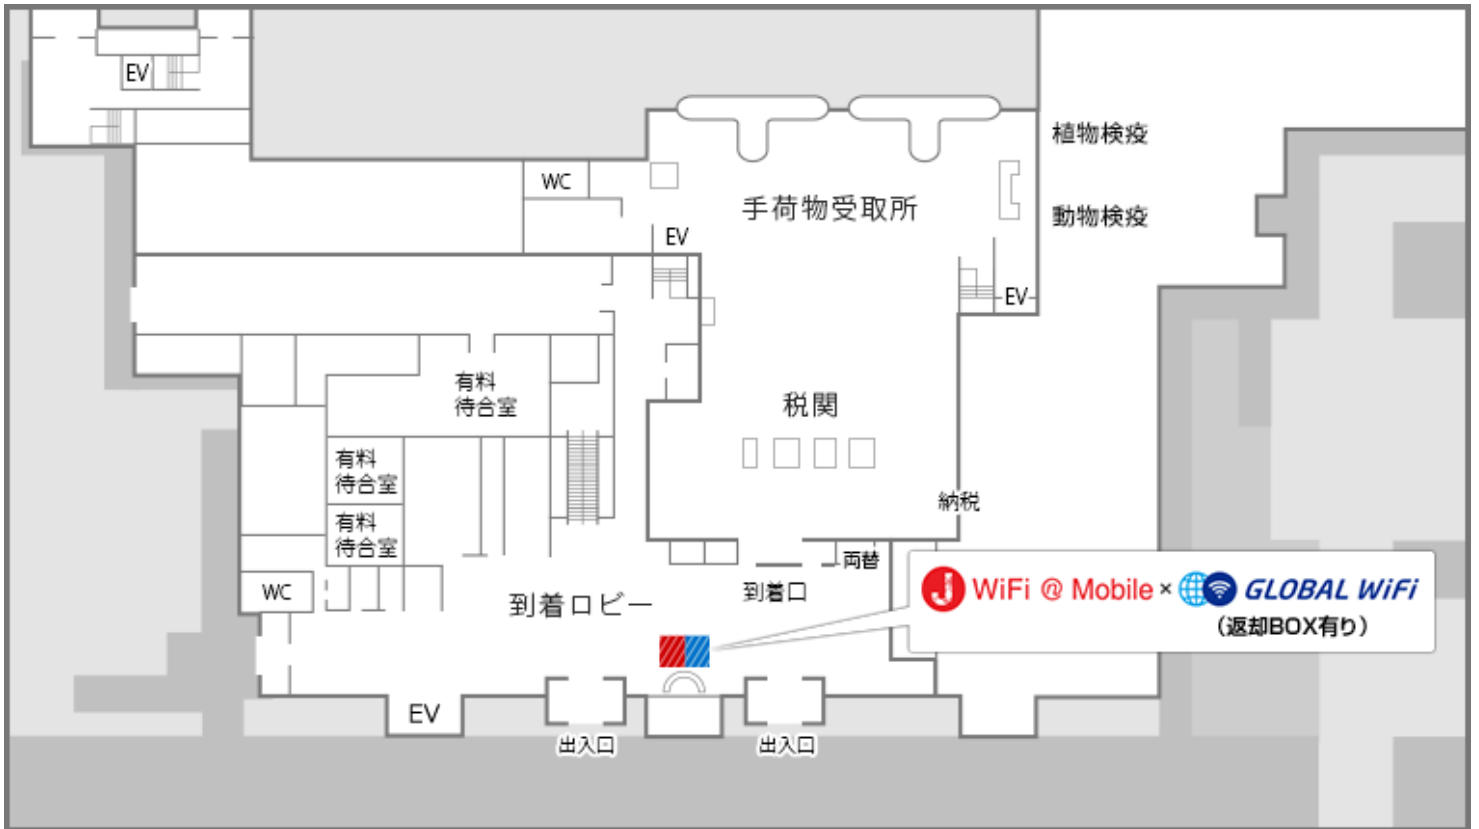 EV
植物検疫
WC
手荷物受取所
動物検疫
EV
EV
有料
待合室
税関
有料
待合室
納税
有料
待合室
両替
WC
到着ロビー
到着口
J WiFi @ Mobile × GLOBAL WiFi
（返却BOX有り）
EV
出入口
出入口